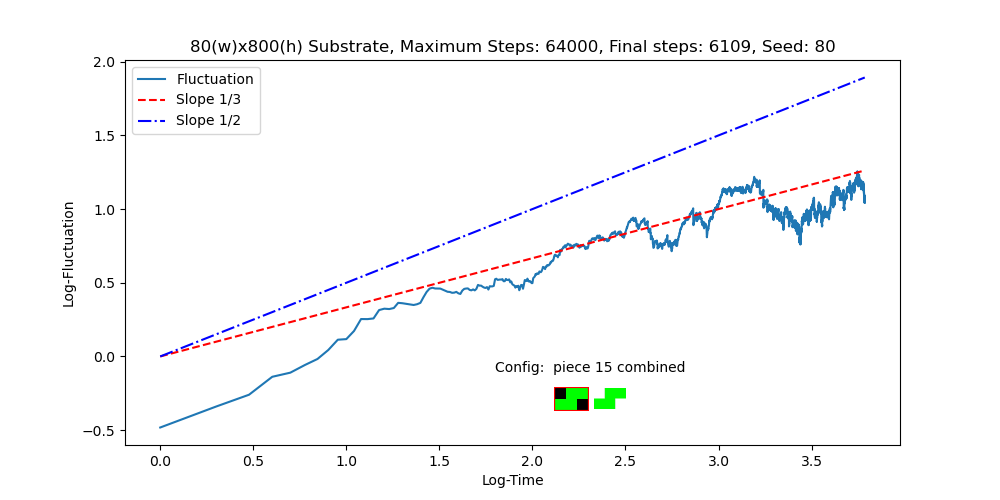 80(w)x800(h) Substrate, Maximum Steps: 64000, Final steps: 6109, Seed: 80
Fluctuation
Slope 1/3
Slope 1/2
Log-Fluctuation
2.0
1.5
1.0
0.5
0.0
−0.5
Config:  piece 15 combined
0.0 0.5 1.0 1.5 2.0 2.5 3.0 3.5
Log-Time